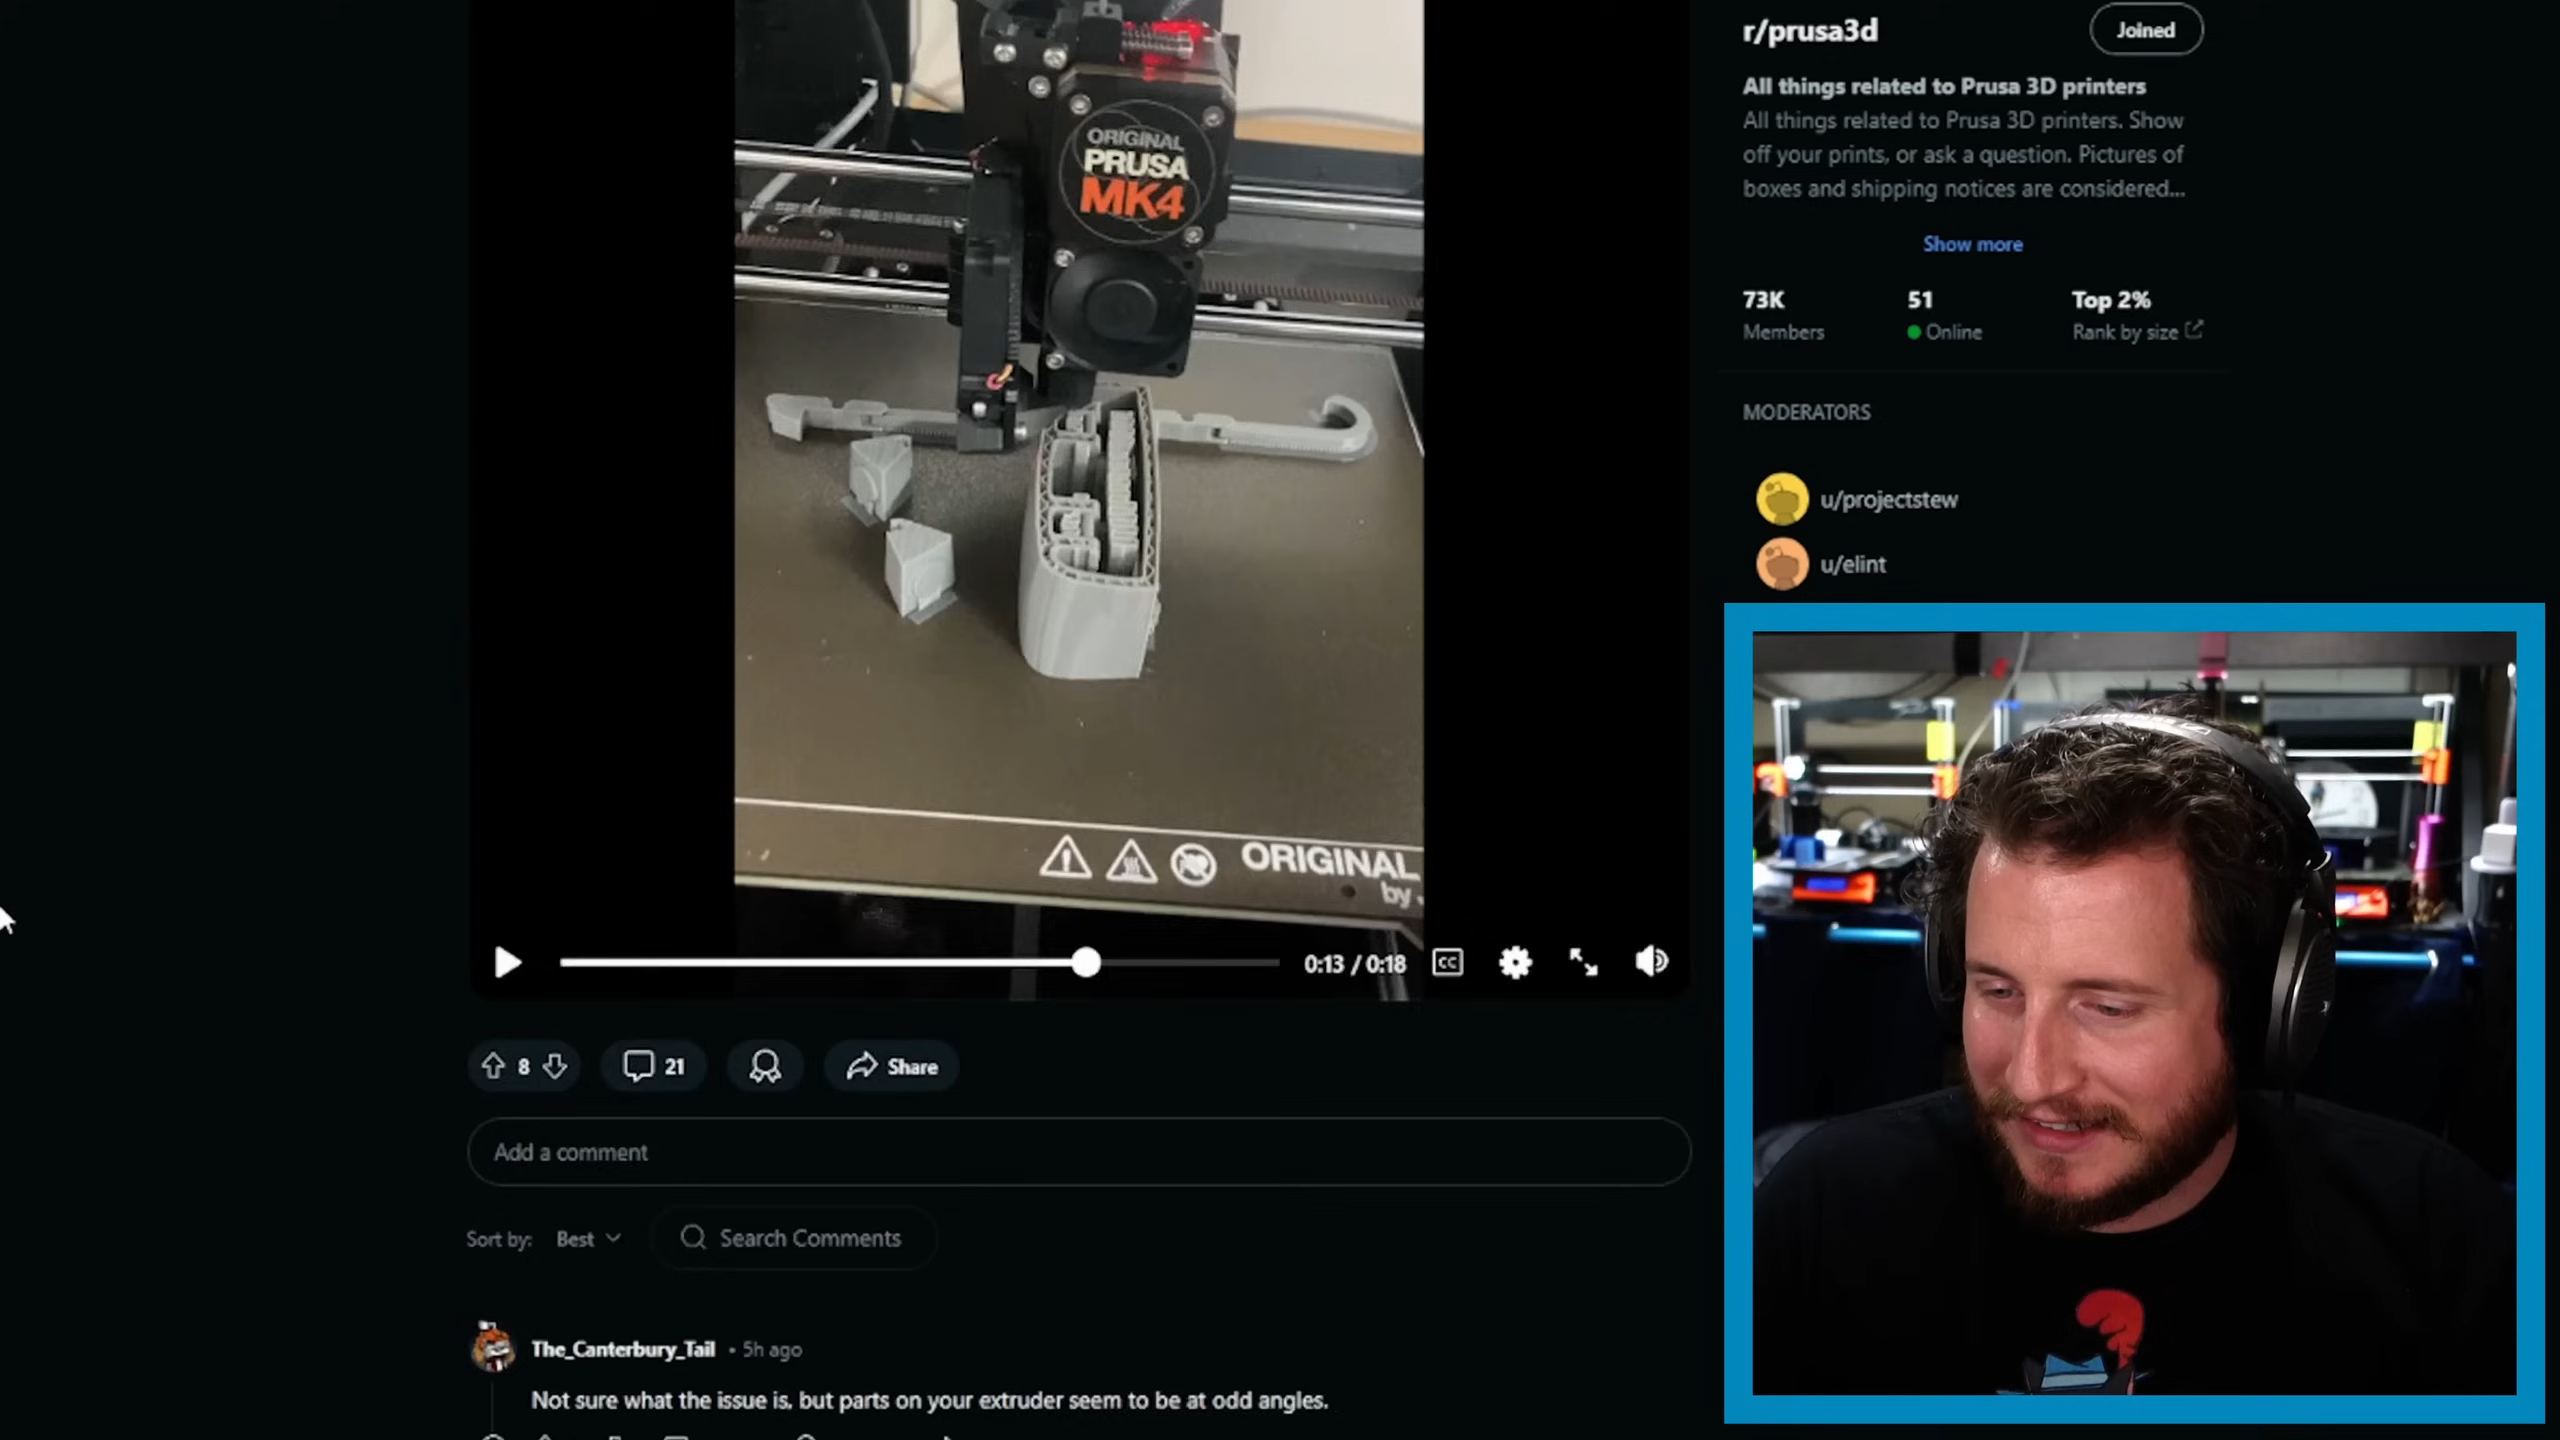 ORIGINAL
PRUSA
MK4
ORIGINAL
by
0:13 / 0:18
CC
8
21
Share
Add a comment
Sort by: Best
Search Comments
The_Canterbury_Tail • 5h ago
Not sure what the issue is, but parts on your extruder seem to be at odd angles.
r/prusa3d
Joined
All things related to Prusa 3D printers
All things related to Prusa 3D printers. Show
off your prints, or ask a question. Pictures of
boxes and shipping notices are considered...
Show more
73K
Members
51
Online
Top 2%
Rank by size
MODERATORS
u/projectstew
u/elint